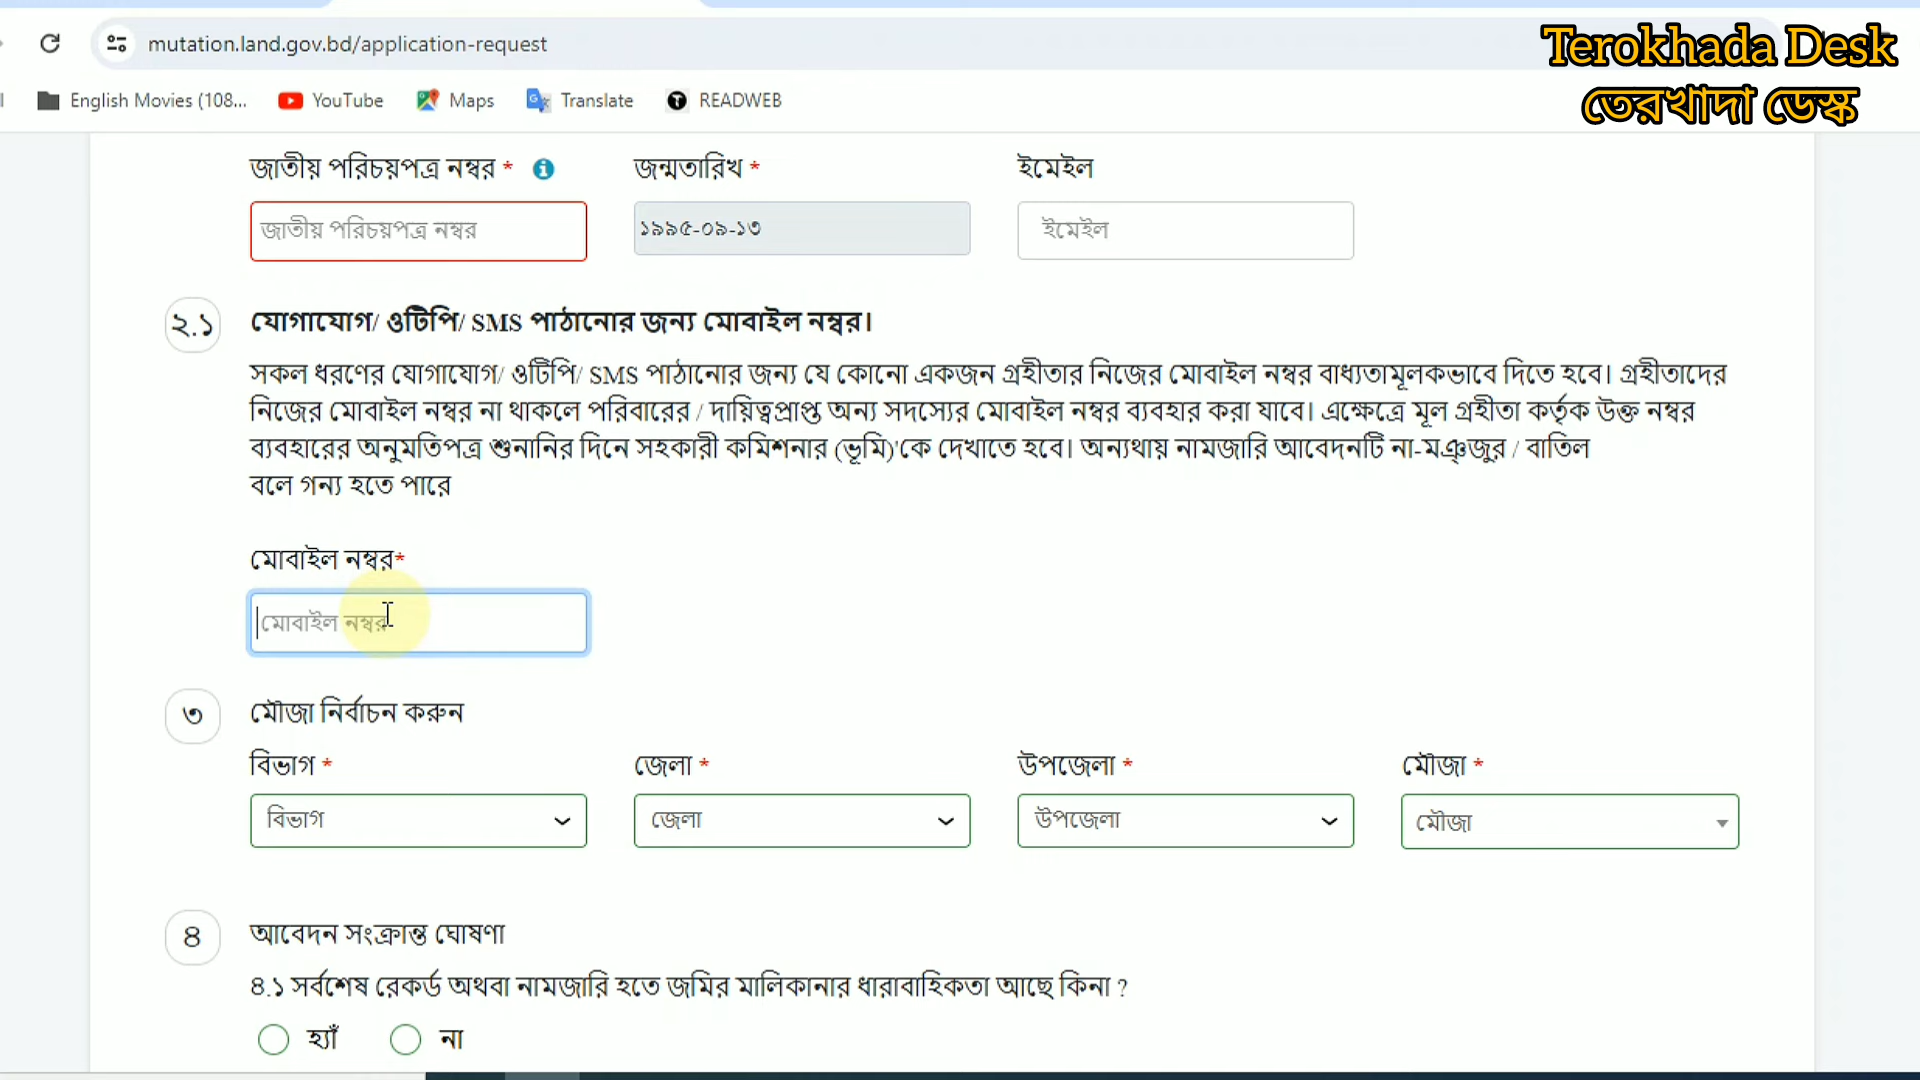 mutation.land.gov.bd/application-request
Terokhada Desk
তেরখাদা ডেস্ক
English Movies (108... YouTube Maps Translate READWEB
জাতীয় পরিচয়পত্র নম্বর * জন্মতারিখ * ইমেইল
জাতীয় পরিচয়পত্র নম্বর ১৯৯৫-০৯-১৩ ইমেইল
২.১ যোগাযোগ/ ওটিপি/ SMS পাঠানোর জন্য মোবাইল নম্বর।
সকল ধরণের যোগাযোগ/ ওটিপি/ SMS পাঠানোর জন্য যে কোনো একজন গ্রহীতার নিজের মোবাইল নম্বর বাধ্যতামূলকভাবে দিতে হবে। গ্রহীতাদের
নিজের মোবাইল নম্বর না থাকলে পরিবারের / দায়িত্বপ্রাপ্ত অন্য সদস্যের মোবাইল নম্বর ব্যবহার করা যাবে। এক্ষেত্রে মূল গ্রহীতা কর্তৃক উক্ত নম্বর
ব্যবহারের অনুমতিপত্র শুনানির দিনে সহকারী কমিশনার (ভূমি)'কে দেখাতে হবে। অন্যথায় নামজারি আবেদনটি না-মঞ্জুর / বাতিল
বলে গন্য হতে পারে
মোবাইল নম্বর*
মোবাইল নম্বর
৩ মৌজা নির্বাচন করুন
বিভাগ * জেলা * উপজেলা * মৌজা *
বিভাগ জেলা উপজেলা মৌজা
৪ আবেদন সংক্রান্ত ঘোষণা
৪.১ সর্বশেষ রেকর্ড অথবা নামজারি হতে জমির মালিকানার ধারাবাহিকতা আছে কিনা ?
হ্যাঁ না